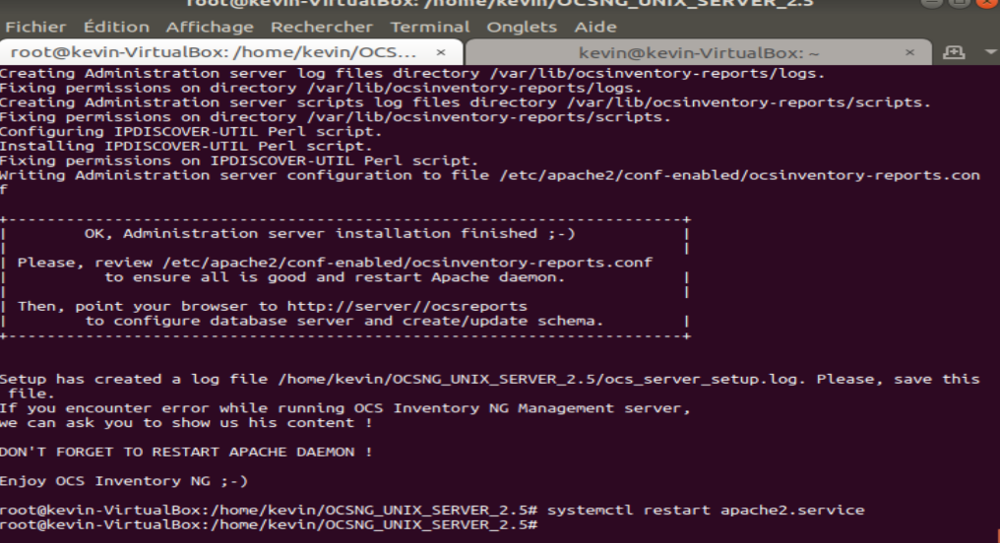 root@kevin-VirtualBox: /home/kevin/OCSNG_UNIX_SERVER_2.5
Fichier Édition Affichage Rechercher Terminal Onglets Aide
root@kevin-VirtualBox: /home/kevin/OCS... × kevin@kevin-VirtualBox: ~ ×
Creating Administration server log files directory /var/lib/ocsinventory-reports/logs.
Fixing permissions on directory /var/lib/ocsinventory-reports/logs.
Creating Administration server scripts log files directory /var/lib/ocsinventory-reports/scripts.
Fixing permissions on directory /var/lib/ocsinventory-reports/scripts.
Configuring IPDISCOVER-UTIL Perl script.
Installing IPDISCOVER-UTIL Perl script.
Fixing permissions on IPDISCOVER-UTIL Perl script.
Writing Administration server configuration to file /etc/apache2/conf-enabled/ocsinventory-reports.con
f
+----------------------------------------------------------------------+
| OK, Administration server installation finished ;-) |
| |
| Please, review /etc/apache2/conf-enabled/ocsinventory-reports.conf
| to ensure all is good and restart Apache daemon. |
| |
| Then, point your browser to http://server//ocsreports
| to configure database server and create/update schema. |
+----------------------------------------------------------------------+
Setup has created a log file /home/kevin/OCSNG_UNIX_SERVER_2.5/ocs_server_setup.log. Please, save this
file.
If you encounter error while running OCS Inventory NG Management server,
we can ask you to show us his content !
DON'T FORGET TO RESTART APACHE DAEMON !
Enjoy OCS Inventory NG ;-)
root@kevin-VirtualBox:/home/kevin/OCSNG_UNIX_SERVER_2.5# systemctl restart apache2.service
root@kevin-VirtualBox:/home/kevin/OCSNG_UNIX_SERVER_2.5#